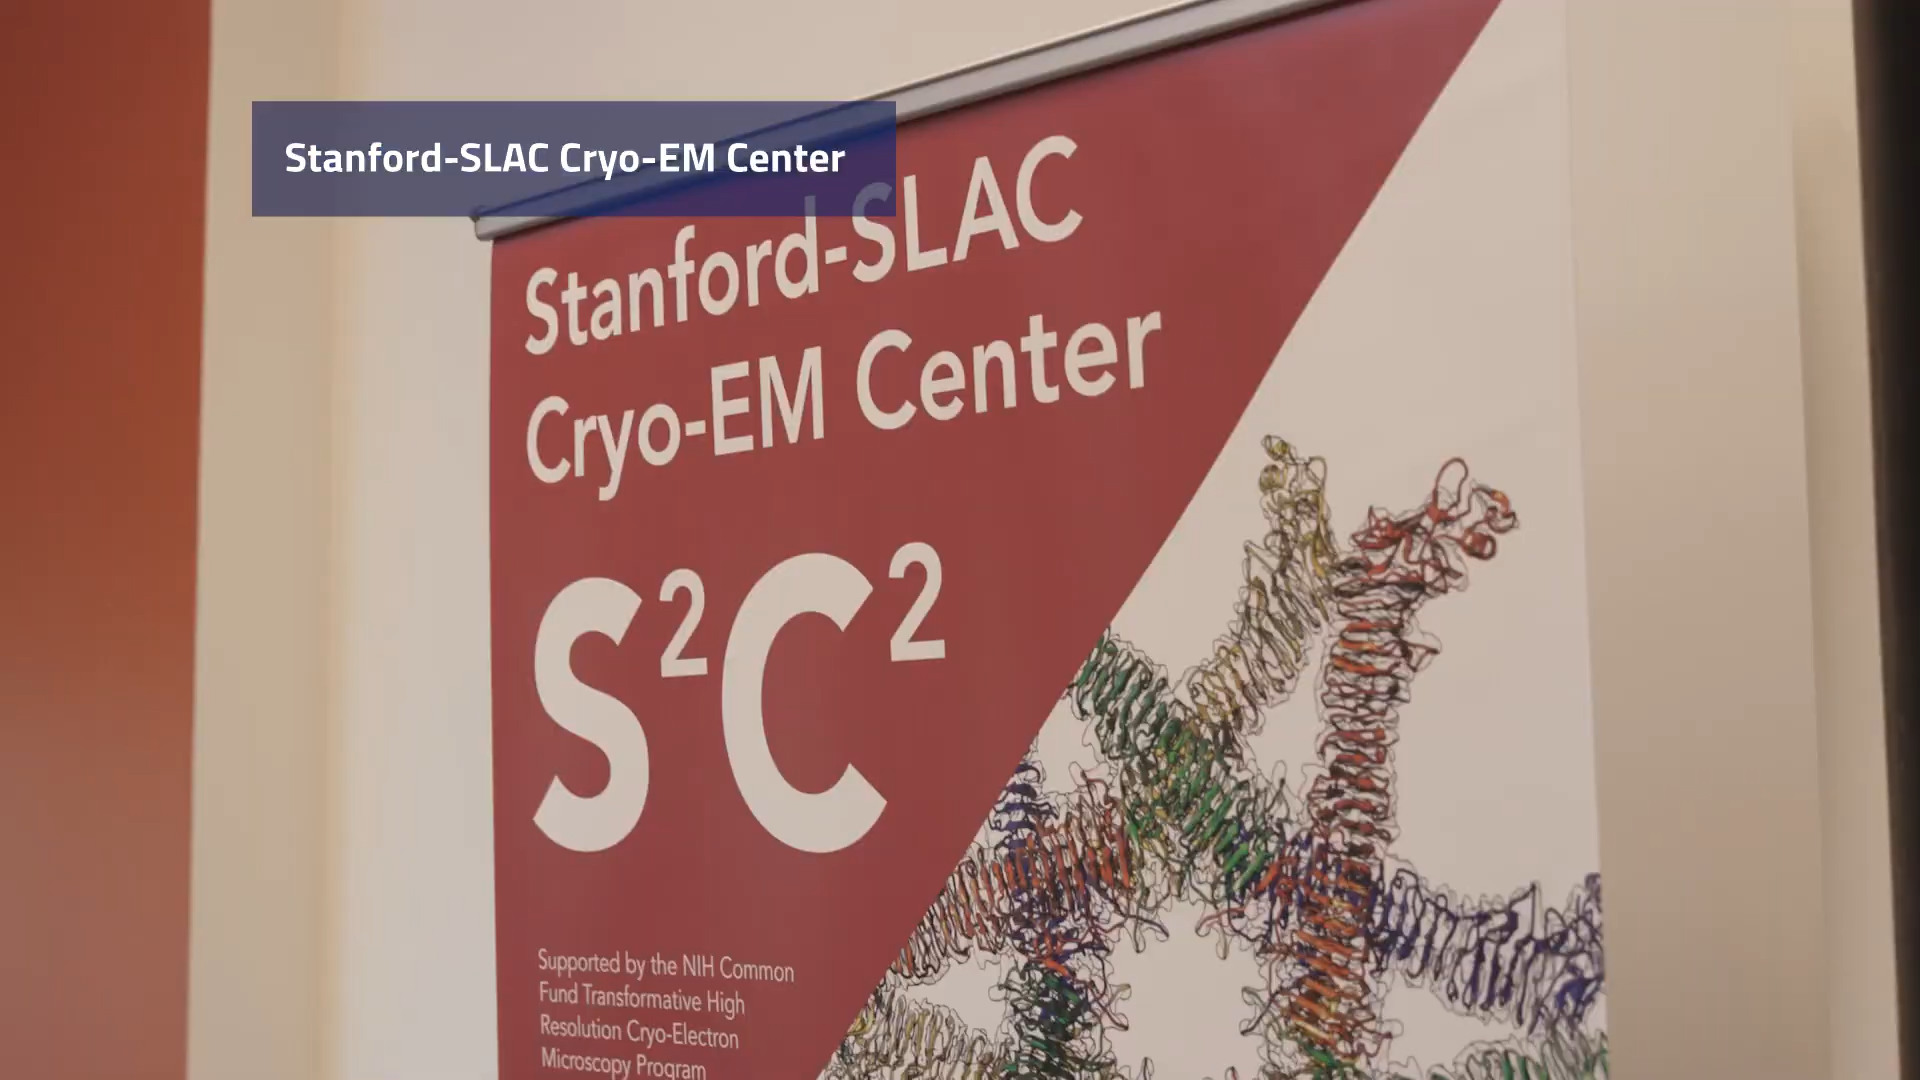 Stanford-SLAC Cryo-EM Center
Stanford-SLAC
Cryo-EM Center
S²C²
Supported by the NIH Common
Fund Transformative High
Resolution Cryo-Electron
Microscopy Program